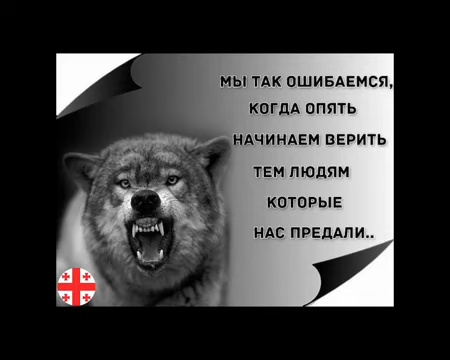 МЫ ТАК ОШИБАЕМСЯ,
КОГДА ОПЯТЬ
НАЧИНАЕМ ВЕРИТЬ
ТЕМ ЛЮДЯМ
КОТОРЫЕ
НАС ПРЕДАЛИ..